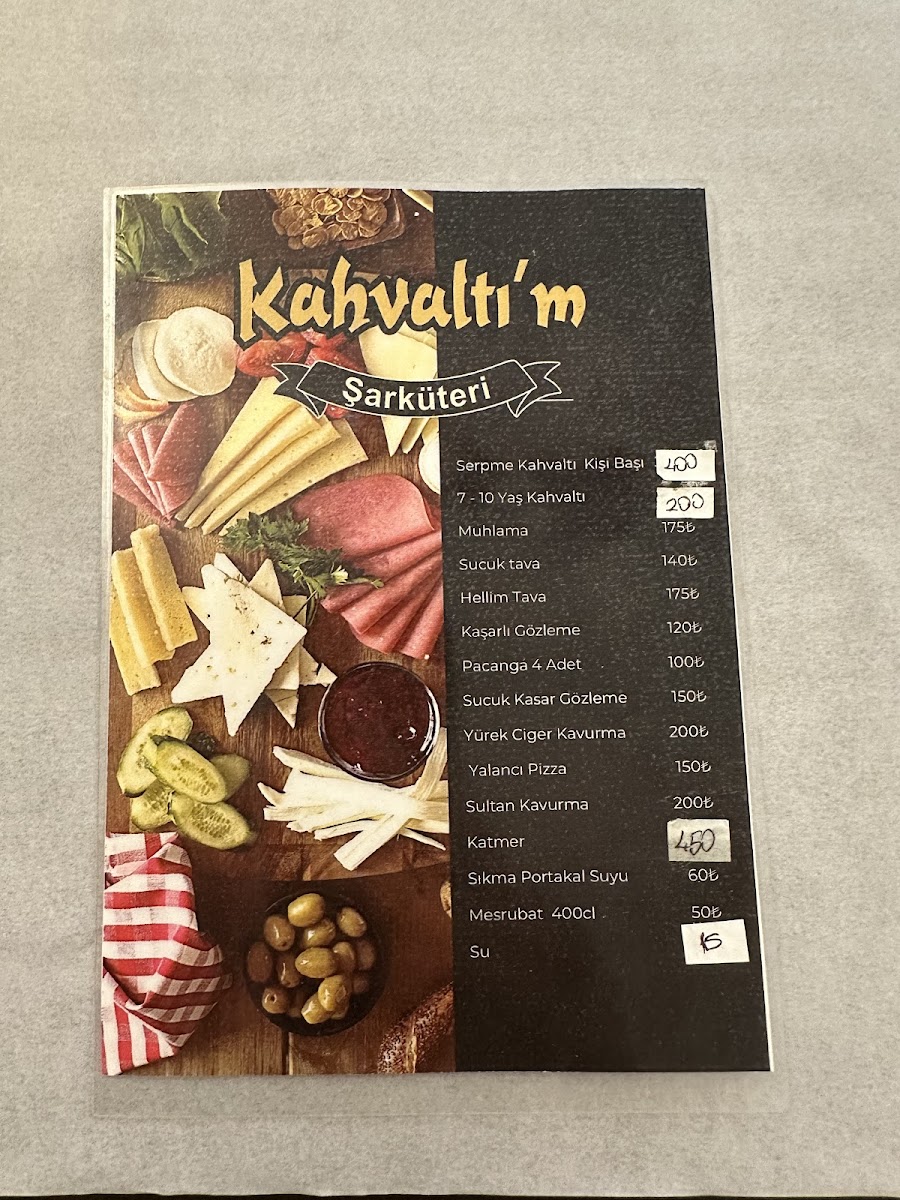 Kahvaltı'm
Şarküteri
Serpme Kahvaltı Kişi Başı 400
7 - 10 Yaş Kahvaltı 200
Muhlama 175₺
Sucuk tava 140₺
Hellim Tava 175₺
Kaşarlı Gözleme 120₺
Pacanga 4 Adet 100₺
Sucuk Kasar Gözleme 150₺
Yürek Ciger Kavurma 200₺
Yalancı Pizza 150₺
Sultan Kavurma 200₺
Katmer 450
Sıkma Portakal Suyu 60₺
Mesrubat 400cl 50₺
Su 15